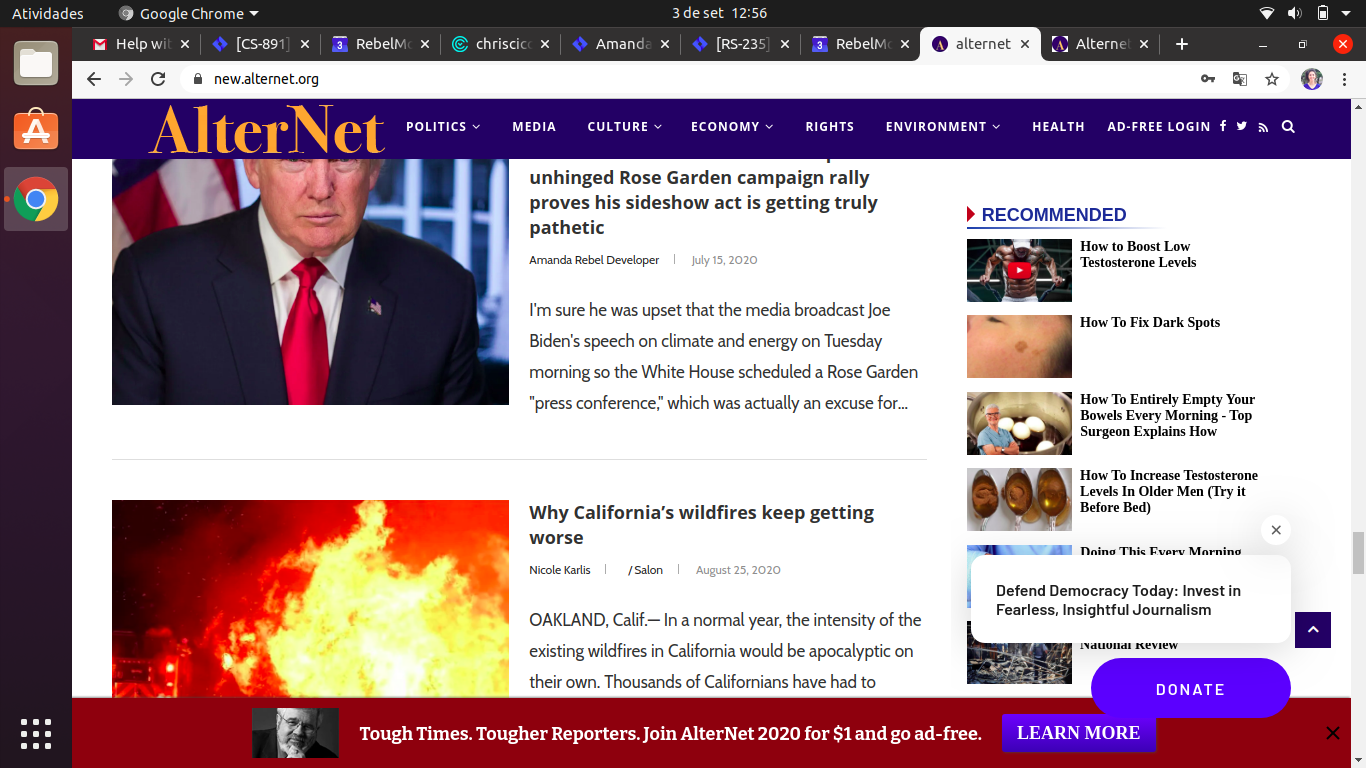 Atividades
Google Chrome
3 de set 12:56
Help wit
[CS-891]
RebelMo
chriscicc
Amanda
[RS-235]
RebelMo
alternet
Alternet
new.alternet.org
AlterNet
POLITICS
MEDIA
CULTURE
ECONOMY
RIGHTS
ENVIRONMENT
HEALTH
AD-FREE LOGIN
unhinged Rose Garden campaign rally
proves his sideshow act is getting truly
pathetic
Amanda Rebel Developer
July 15, 2020
I'm sure he was upset that the media broadcast Joe
Biden's speech on climate and energy on Tuesday
morning so the White House scheduled a Rose Garden
"press conference," which was actually an excuse for...
Why California’s wildfires keep getting
worse
Nicole Karlis
/ Salon
August 25, 2020
OAKLAND, Calif.— In a normal year, the intensity of the
existing wildfires in California would be apocalyptic on
their own. Thousands of Californians have had to
RECOMMENDED
How to Boost Low
Testosterone Levels
How To Fix Dark Spots
How To Entirely Empty Your
Bowels Every Morning - Top
Surgeon Explains How
How To Increase Testosterone
Levels In Older Men (Try it
Before Bed)
Doing This Every Morning
Defend Democracy Today: Invest in
Fearless, Insightful Journalism
National Review
DONATE
Tough Times. Tougher Reporters. Join AlterNet 2020 for $1 and go ad-free.
LEARN MORE